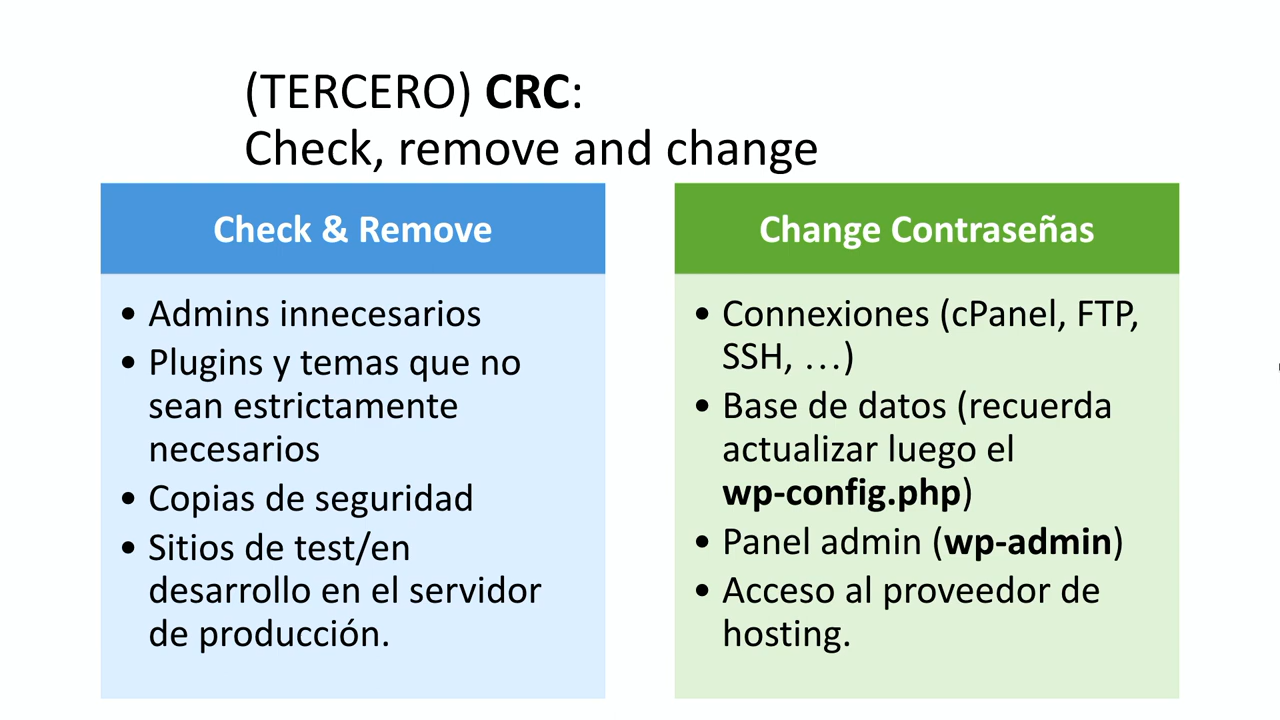 (TERCERO) CRC:
Check, remove and change
Check & Remove
• Admins innecesarios
• Plugins y temas que no
sean estrictamente
necesarios
• Copias de seguridad
• Sitios de test/en
desarrollo en el servidor
de producción.
Change Contraseñas
• Connexiones (cPanel, FTP,
SSH, …)
• Base de datos (recuerda
actualizar luego el
wp-config.php)
• Panel admin (wp-admin)
• Acceso al proveedor de
hosting.